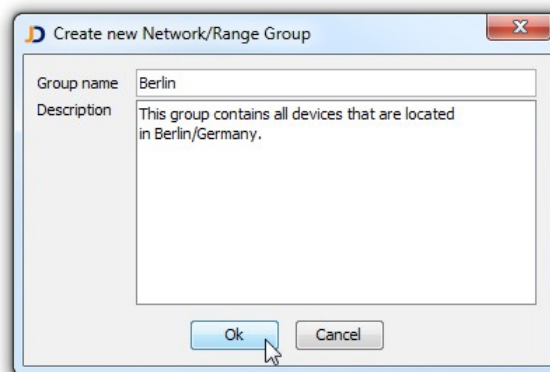 Create new Network/Range Group
Group name Berlin
Description This group contains all devices that are located
in Berlin/Germany.
Ok Cancel